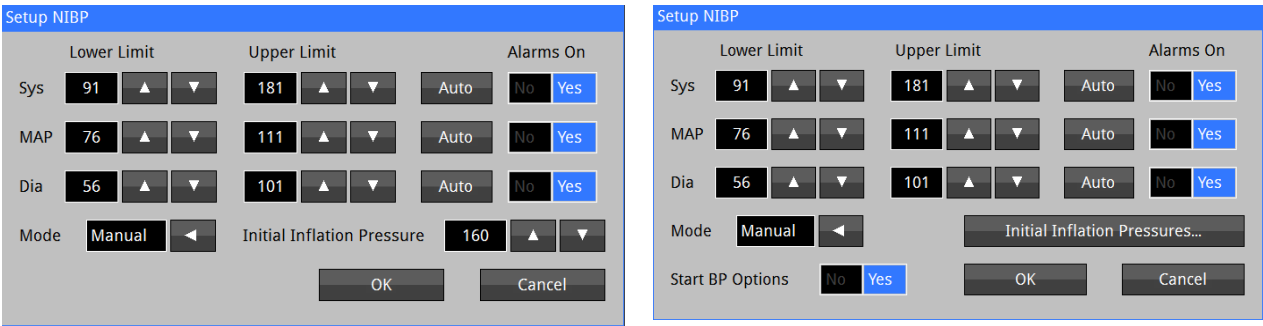 Setup NIBP
Lower Limit Upper Limit Alarms On
Sys 91 181 Auto No Yes
MAP 76 111 Auto No Yes
Dia 56 101 Auto No Yes
Mode Manual Initial Inflation Pressure 160
OK Cancel
Setup NIBP
Lower Limit Upper Limit Alarms On
Sys 91 181 Auto No Yes
MAP 76 111 Auto No Yes
Dia 56 101 Auto No Yes
Mode Manual Initial Inflation Pressures...
Start BP Options No Yes OK Cancel